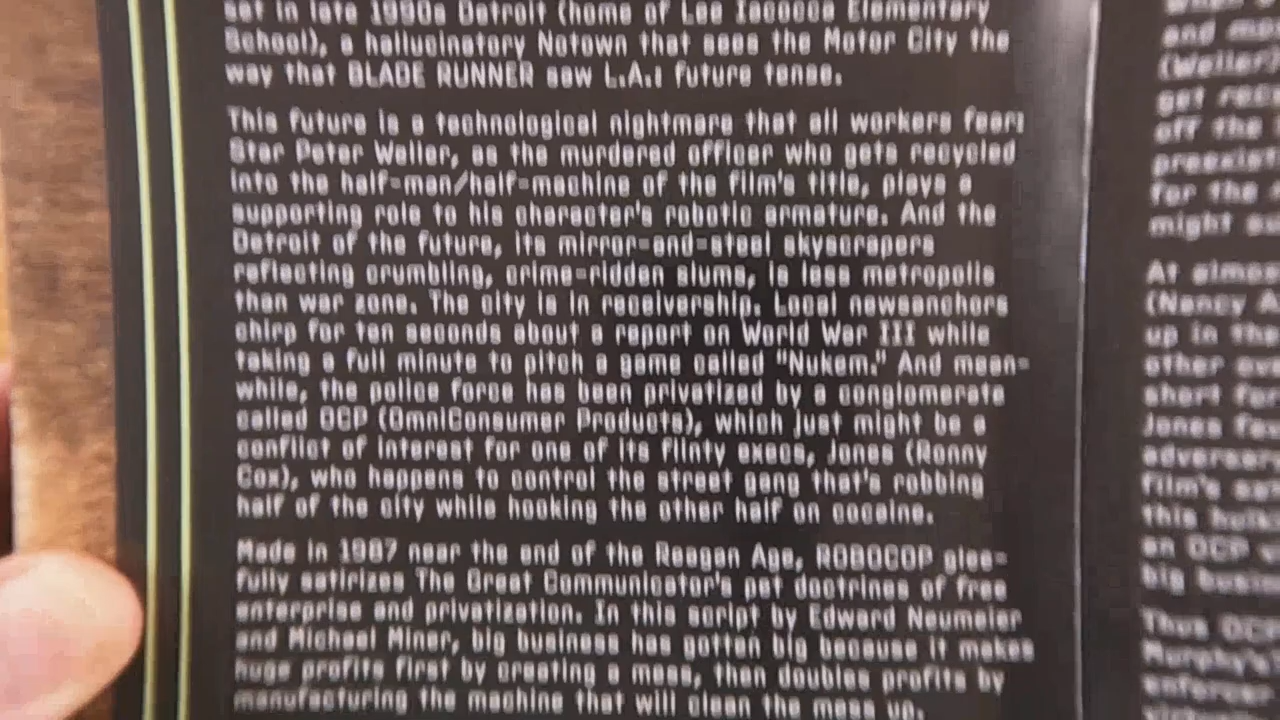 set in late 1990s Detroit (home of Lee Iacocca Elementary
School), a hallucinatory Notown that sees the Motor City the
way that BLADE RUNNER saw L.A.: future tense.
This future is a technological nightmare that all workers fear:
Star Peter Weller, as the murdered officer who gets recycled
into the half-man/half-machine of the film's title, plays a
supporting role to his character's robotic armature. And the
Detroit of the future, its mirror-and-steel skyscrapers
reflecting crumbling, crime-ridden slums, is less metropolis
than war zone. The city is in receivership. Local newsanchors
chirp for ten seconds about a report on World War III while
taking a full minute to pitch a game called "Nukem." And mean-
while, the police force has been privatized by a conglomerate
called OCP (OmniConsumer Products), which just might be a
conflict of interest for one of its flinty execs, Jones (Ronny
Cox), who happens to control the street gang that's robbing
half of the city while hooking the other half on cocaine.
Made in 1987 near the end of the Reagan Age, ROBOCOP glee-
fully satirizes The Great Communicator's pet doctrines of free
enterprise and privatization. In this script by Edward Neumeier
and Michael Miner, big business has gotten big because it makes
huge profits first by creating a mess, then doubles profits by
manufacturing the machine that will clean the mess up.
and
(Weller)
get
off the
preexist
for the
might
At almos
(Nancy A
up in the
other
short for
Jones
adversary
film's
this
an OCP
big busin
Thus OCP
Murphy's
enforcer